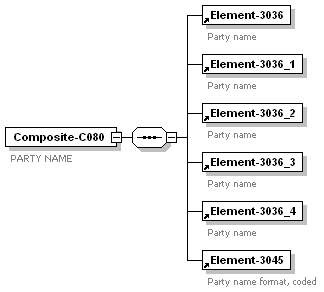 Element-3036
Party name
Element-3036_1
Party name
Element-3036_2
Party name
Composite-C080
PARTY NAME
Element-3036_3
Party name
Element-3036_4
Party name
Element-3045
Party name format, coded